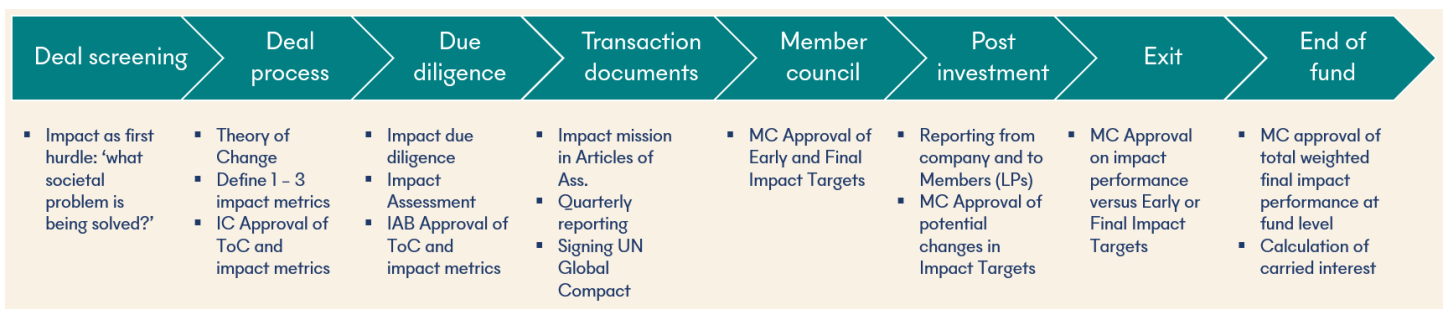 Deal screening
Deal
process
Due
diligence
Transaction
documents
Member
council
Post
investment
Exit
End of
fund
▪ Impact as first
hurdle: ‘what
societal
problem is
being solved?’
▪ Theory of
Change
▪ Define 1 – 3
impact metrics
▪ IC Approval of
ToC and
impact metrics
▪ Impact due
diligence
▪ Impact
Assessment
▪ IAB Approval of
ToC and
impact metrics
▪ Impact mission
in Articles of
Ass.
▪ Quarterly
reporting
▪ Signing UN
Global
Compact
▪ MC Approval of
Early and Final
Impact Targets
▪ Reporting from
company and to
Members (LPs)
▪ MC Approval of
potential
changes in
Impact Targets
▪ MC Approval
on impact
performance
versus Early or
Final Impact
Targets
▪ MC approval of
total weighted
final impact
performance at
fund level
▪ Calculation of
carried interest